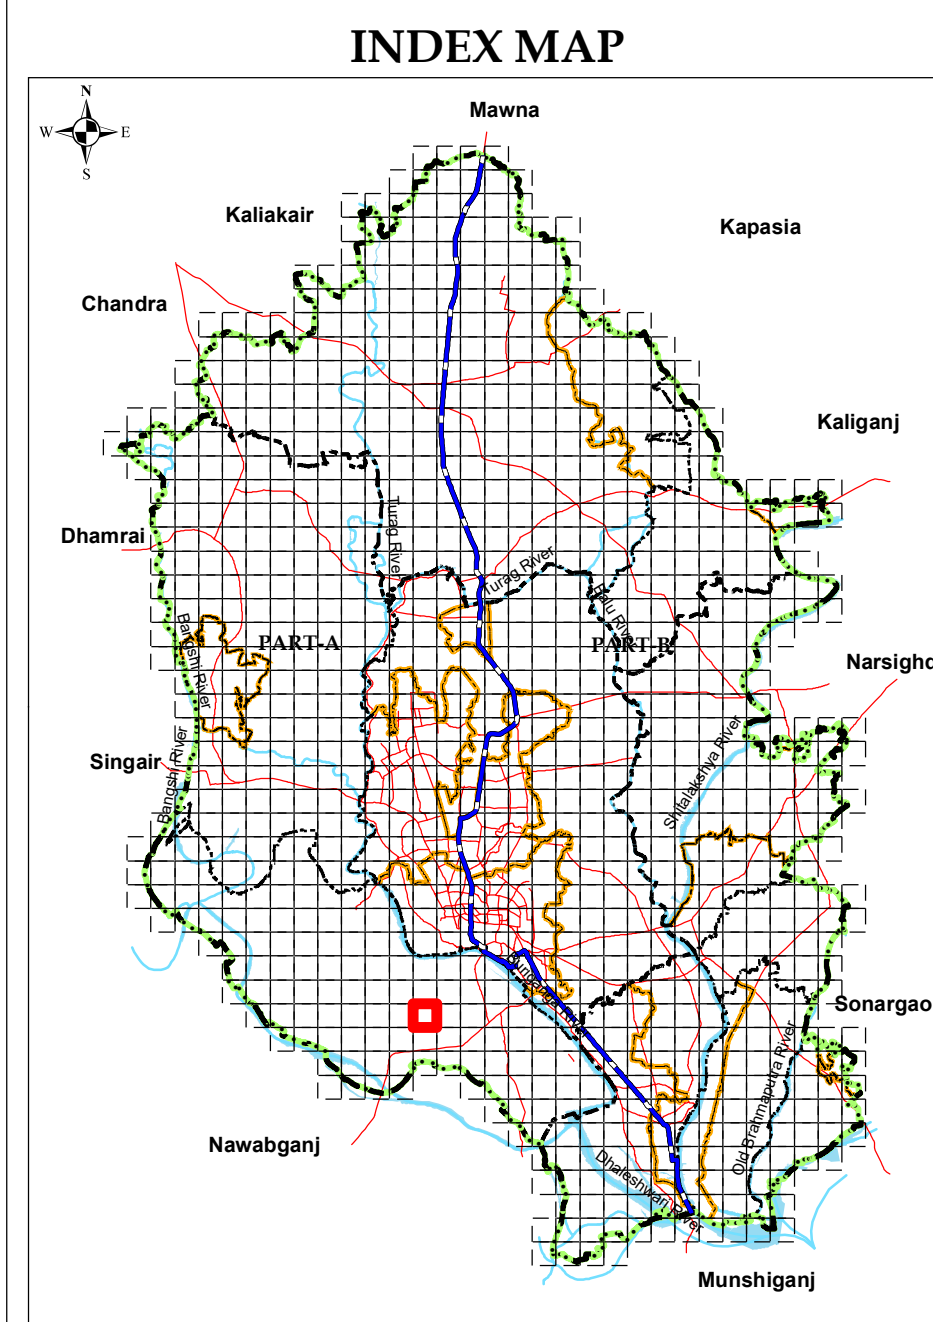 INDEX MAP
N
W E
S
Mawna
Kaliakair
Kapasia
Chandra
Kaliganj
Dhamrai
Turag River
Turag River
Balu River
Bangshi River
PART-A
PART-B
Narsighd
Shitalakshya River
Singair
Bangshi River
Buriganga River
Sonargao
Old Brahmaputra River
Nawabganj
Dhaleshwari River
Munshiganj